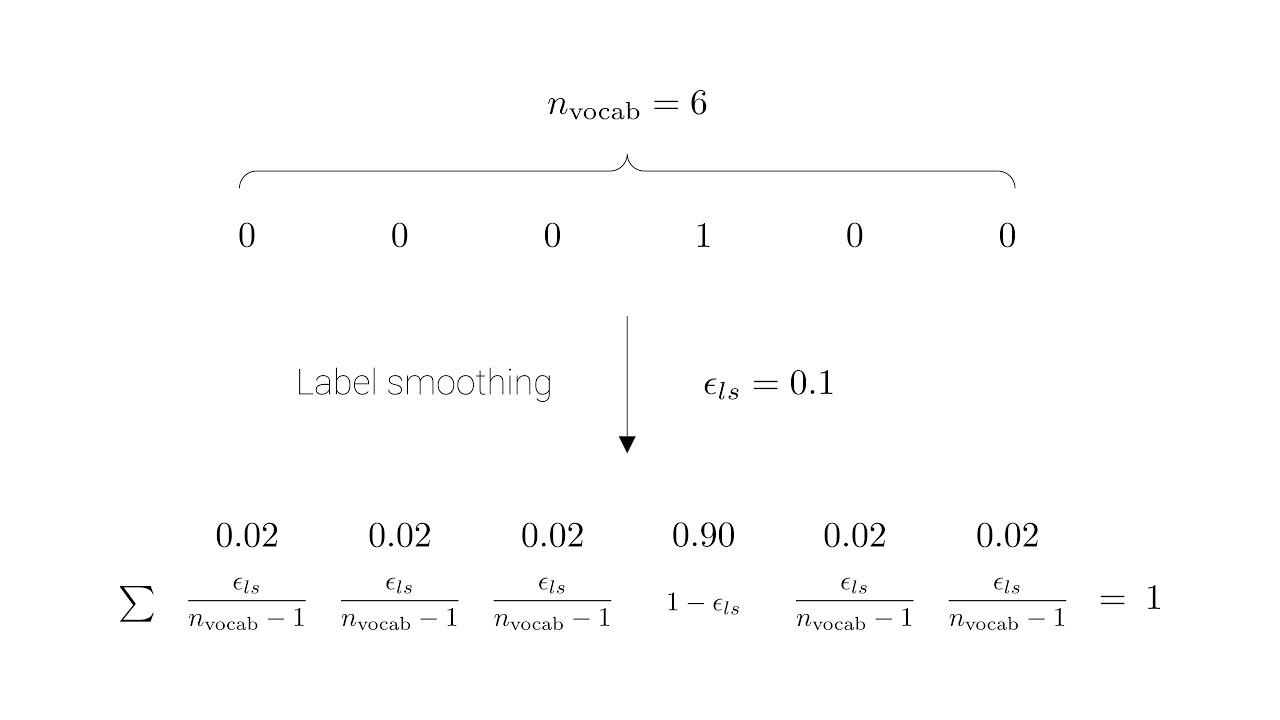 n_vocab = 6
0 0 0 1 0 0
Label smoothing ϵ_ls = 0.1
0.02 0.02 0.02 0.90 0.02 0.02
∑ ϵ_ls/(n_vocab − 1) ϵ_ls/(n_vocab − 1) ϵ_ls/(n_vocab − 1) 1 − ϵ_ls ϵ_ls/(n_vocab − 1) ϵ_ls/(n_vocab − 1) = 1